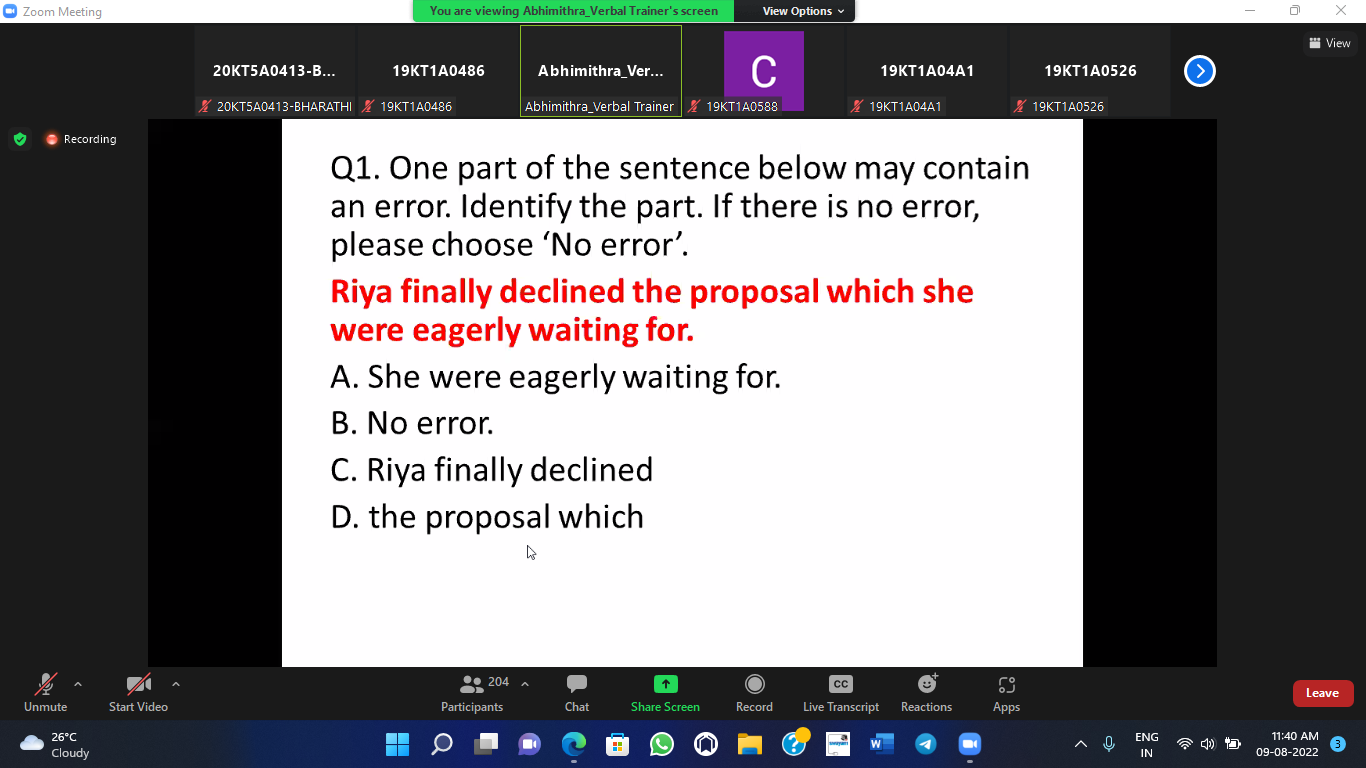 Zoom Meeting
You are viewing Abhimithra_Verbal Trainer's screen
View Options
View
20KT5A0413-B...
19KT1A0486
Abhimithra_Ver...
C
19KT1A04A1
19KT1A0526
20KT5A0413-BHARATHI
19KT1A0486
Abhimithra_Verbal Trainer
19KT1A0588
19KT1A04A1
19KT1A0526
Recording
Q1. One part of the sentence below may contain
an error. Identify the part. If there is no error,
please choose ‘No error’.
Riya finally declined the proposal which she
were eagerly waiting for.
A. She were eagerly waiting for.
B. No error.
C. Riya finally declined
D. the proposal which
Unmute
Start Video
204
Participants
Chat
Share Screen
Record
CC
Live Transcript
Reactions
Apps
Leave
26°C
Cloudy
ENG
IN
11:40 AM
09-08-2022
3